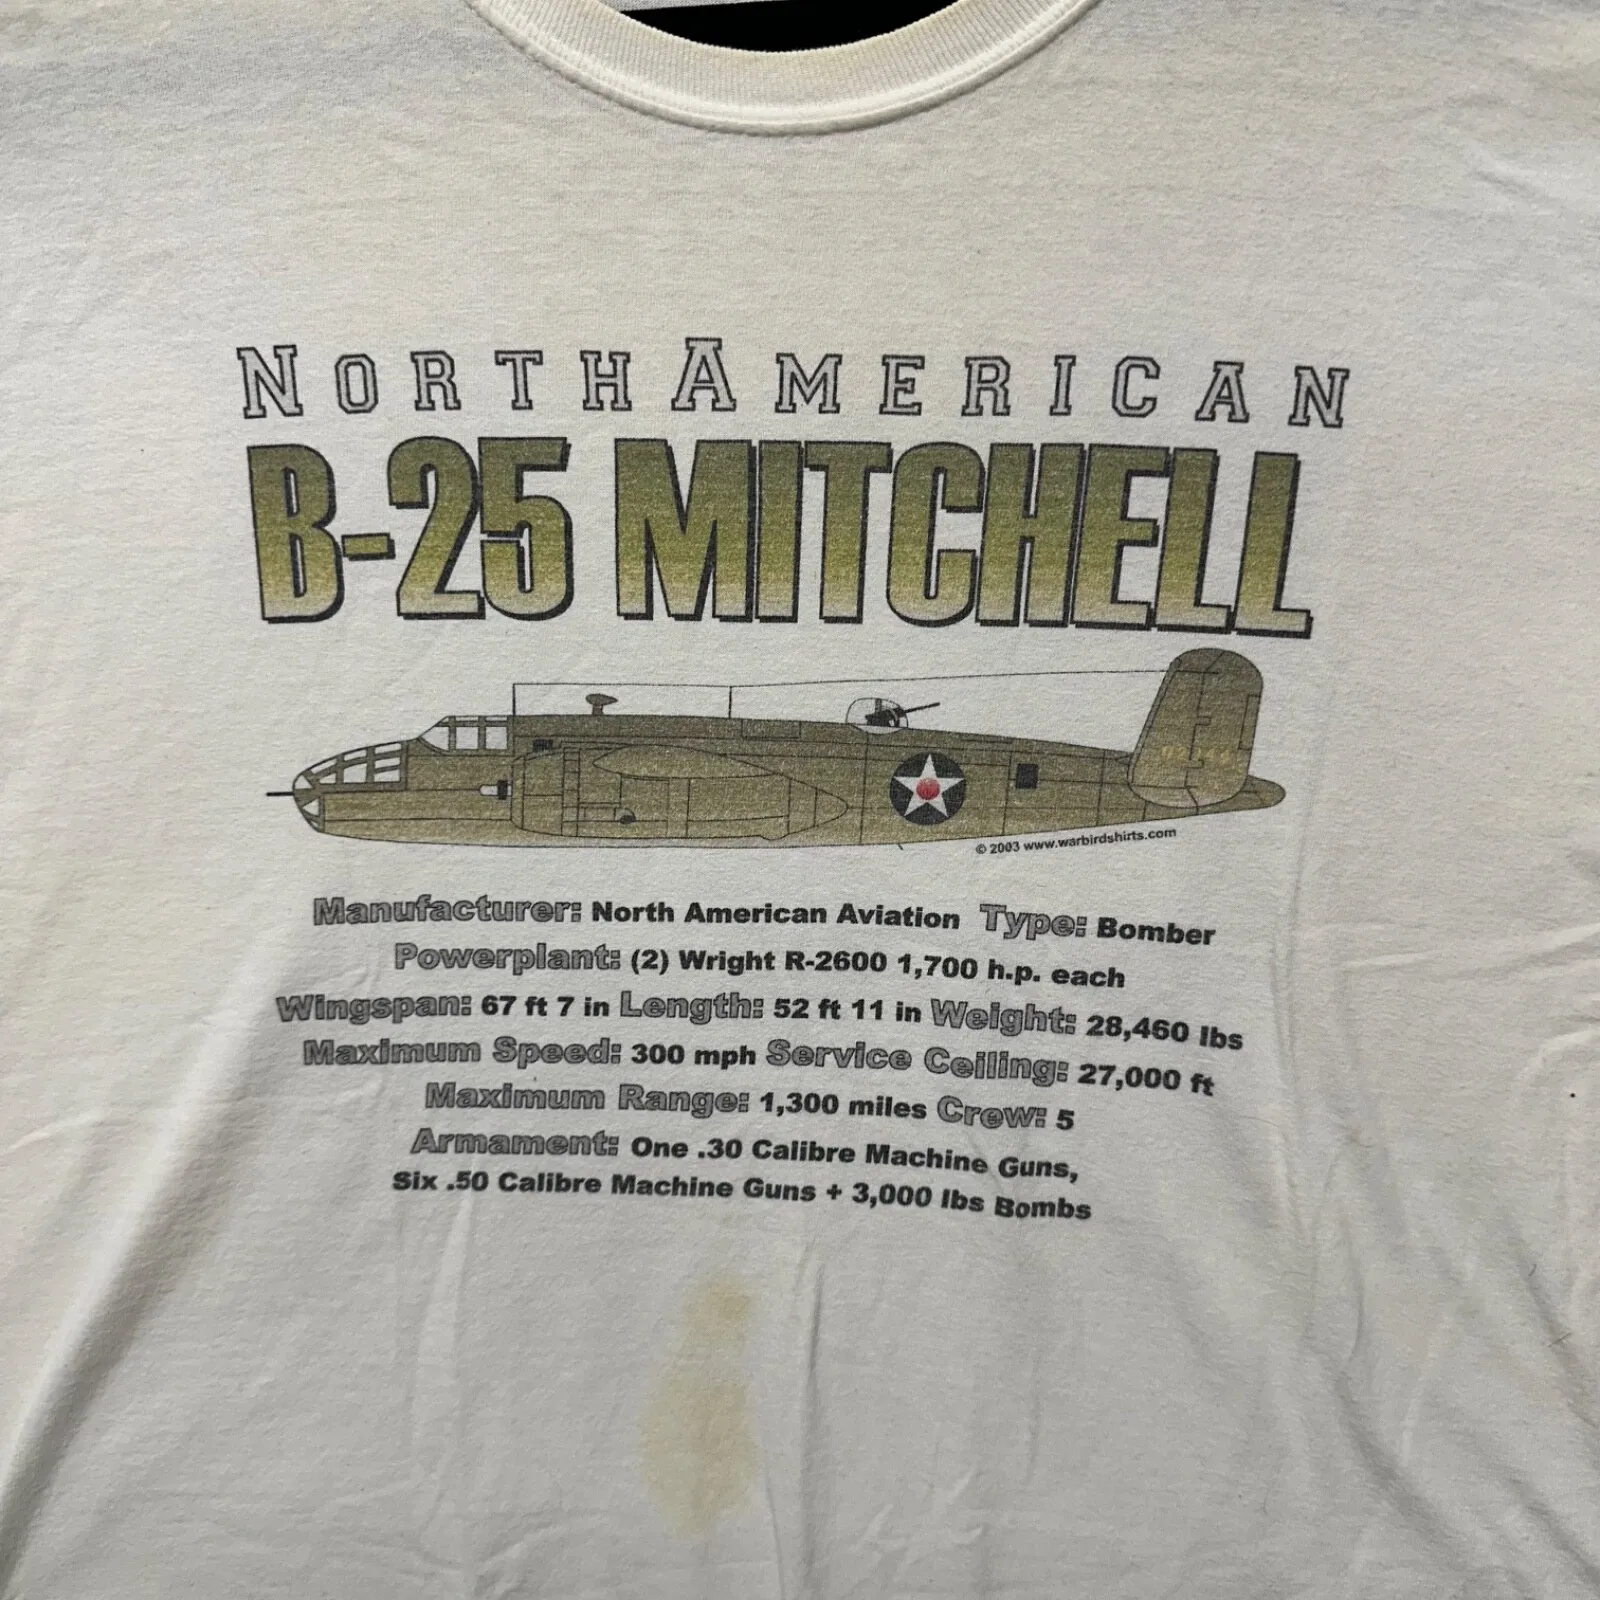 NORTH AMERICAN
B-25 MITCHELL
© 2003 www.warbirdshirts.com
Manufacturer: North American Aviation Type: Bomber
Powerplant: (2) Wright R-2600 1,700 h.p. each
Wingspan: 67 ft 7 in Length: 52 ft 11 in Weight: 28,460 lbs
Maximum Speed: 300 mph Service Ceiling: 27,000 ft
Maximum Range: 1,300 miles Crew: 5
Armament: One .30 Calibre Machine Guns,
Six .50 Calibre Machine Guns + 3,000 lbs Bombs